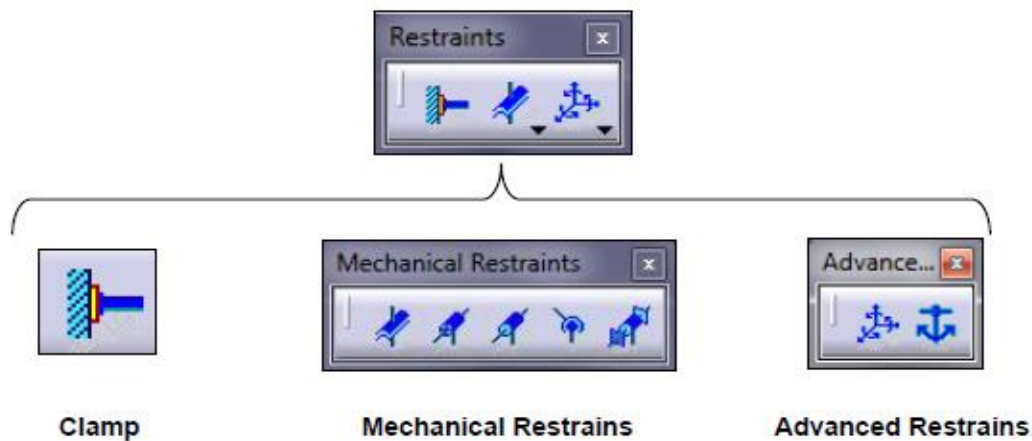 Restraints
Mechanical Restraints
Advance...
Clamp
Mechanical Restrains
Advanced Restrains